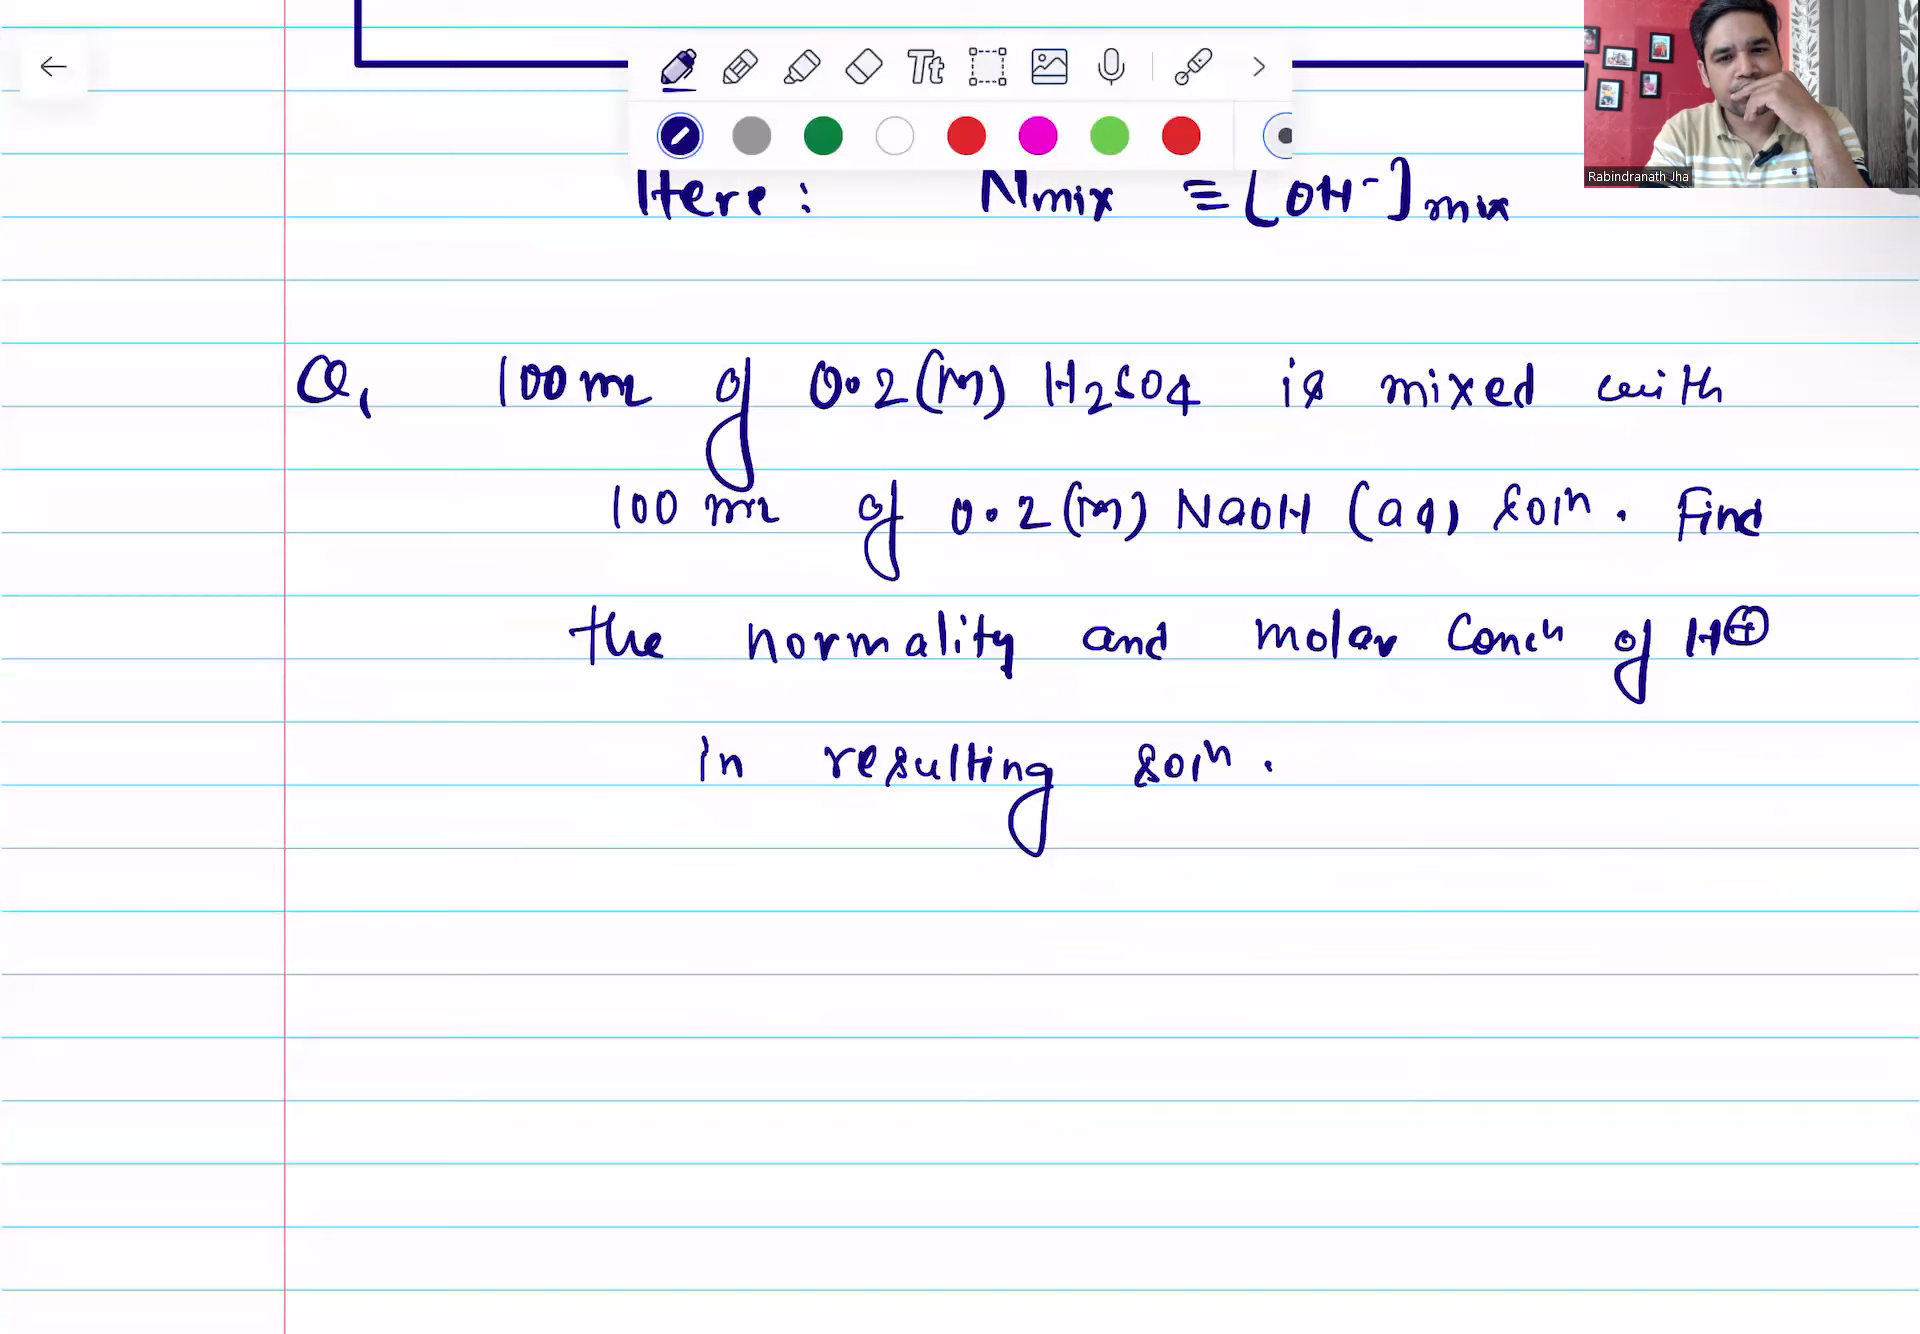 Tt
Rabindranath Jha
Here : Nmix ≡ [OH⁻]mix
Q, 100 ml of 0.2 (M) H2SO4 is mixed with
100 ml of 0.2 (M) NaOH (aq) solⁿ. Find
the normality and molar concⁿ of H⊕
in resulting solⁿ.